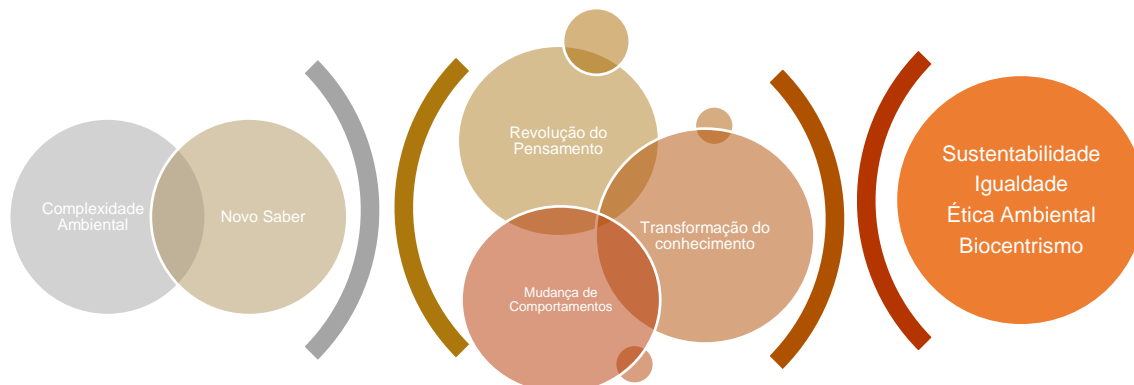 Complexidade
Ambiental
Novo Saber
Revolução do
Pensamento
Transformação do
conhecimento
Mudança de
Comportamentos
Sustentabilidade
Igualdade
Ética Ambiental
Biocentrismo